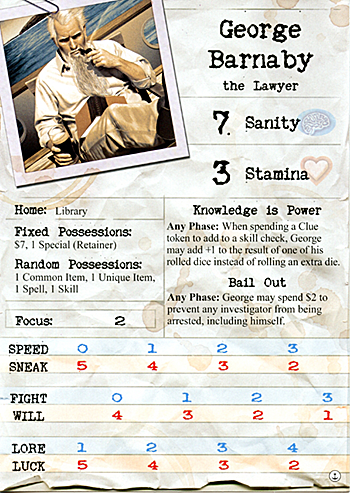 George
Barnaby
the Lawyer
7 Sanity
3 Stamina
Home: Library
Fixed Possessions:
$7, 1 Special (Retainer)
Random Possessions:
1 Common Item, 1 Unique Item,
1 Spell, 1 Skill
Focus: 2
Knowledge is Power
Any Phase: When spending a Clue
token to add to a skill check, George
may add +1 to the result of one of his
rolled dice instead of rolling an extra die.
Bail Out
Any Phase: George may spend $2 to
prevent any investigator from being
arrested, including himself.
SPEED 0 1 2 3
SNEAK 5 4 3 2
FIGHT 0 1 2 3
WILL 4 3 2 1
LORE 1 2 3 4
LUCK 5 4 3 2